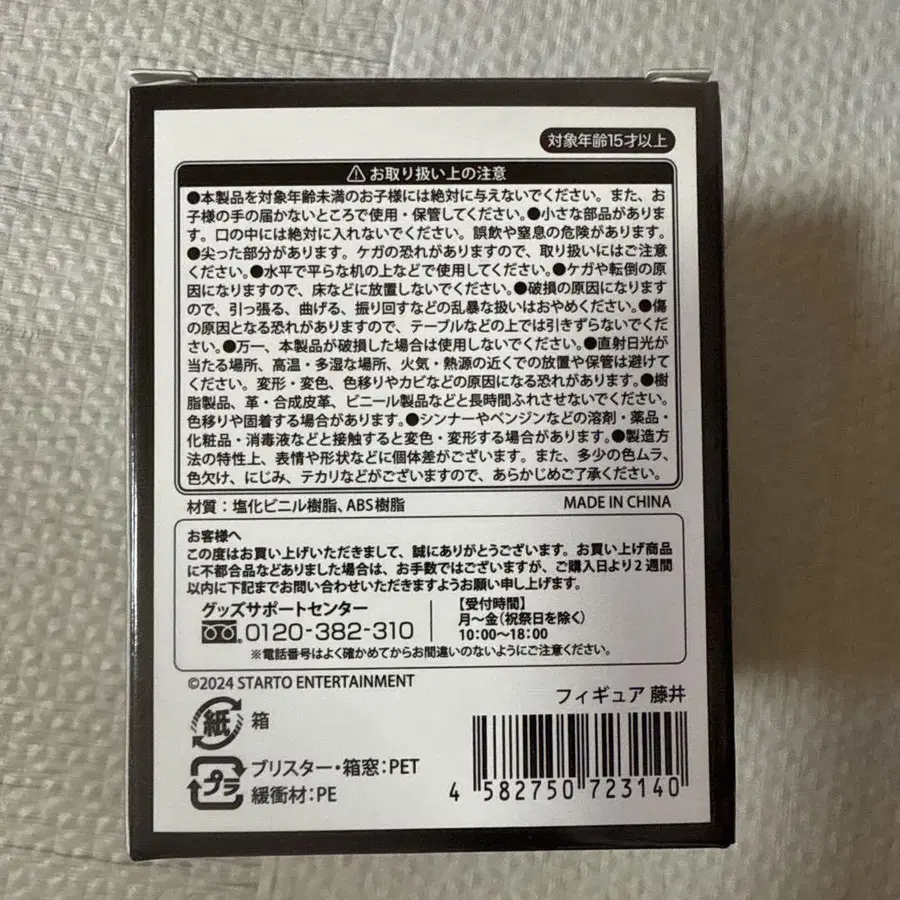 対象年齢15才以上
⚠お取り扱い上の注意
●本製品を対象年齢未満のお子様には絶対に与えないでください。また、お
子様の手の届かないところで使用・保管してください。●小さな部品がありま
す。口の中には絶対に入れないでください。誤飲や窒息の危険があります。
●尖った部分があります。ケガの恐れがありますので、取り扱いにはご注意
ください。●水平で平らな机の上などで使用してください。●ケガや転倒の原
因になりますので、床などに放置しないでください。●破損の原因になります
ので、引っ張る、曲げる、振り回すなどの乱暴な扱いはおやめください。●傷
の原因となる恐れがありますので、テーブルなどの上では引きずらないでくだ
さい。●万一、本製品が破損した場合は使用しないでください。●直射日光が
当たる場所、高温・多湿な場所、火気・熱源の近くでの放置や保管は避けて
ください。変形・変色、色移りやカビなどの原因になる恐れがあります。●樹
脂製品、革・合成皮革、ビニール製品などと長時間ふれさせないでください。
色移りや固着する場合があります。●シンナーやベンジンなどの溶剤・薬品・
化粧品・消毒液などと接触すると変色・変形する場合があります。●製造方
法の特性上、表情や形状などに個体差がございます。また、多少の色ムラ、
色欠け、にじみ、テカリなどがございますので、あらかじめご了承ください。
材質：塩化ビニル樹脂、ABS樹脂 MADE IN CHINA
お客様へ
この度はお買い上げいただきまして、誠にありがとうございます。お買い上げ商品
に不都合品などありました場合は、お手数ではございますが、ご購入日より2週間
以内に下記までお問い合わせいただきますようお願い申し上げます。
グッズサポートセンター
0120-382-310
【受付時間】
月〜金（祝祭日を除く）
10:00〜18:00
※電話番号はよく確かめてからお間違いのないようにご注意ください。
©2024 STARTO ENTERTAINMENT
フィギュア 藤井
紙 箱
プラ ブリスター・箱窓:PET
緩衝材:PE
4 582750 723140